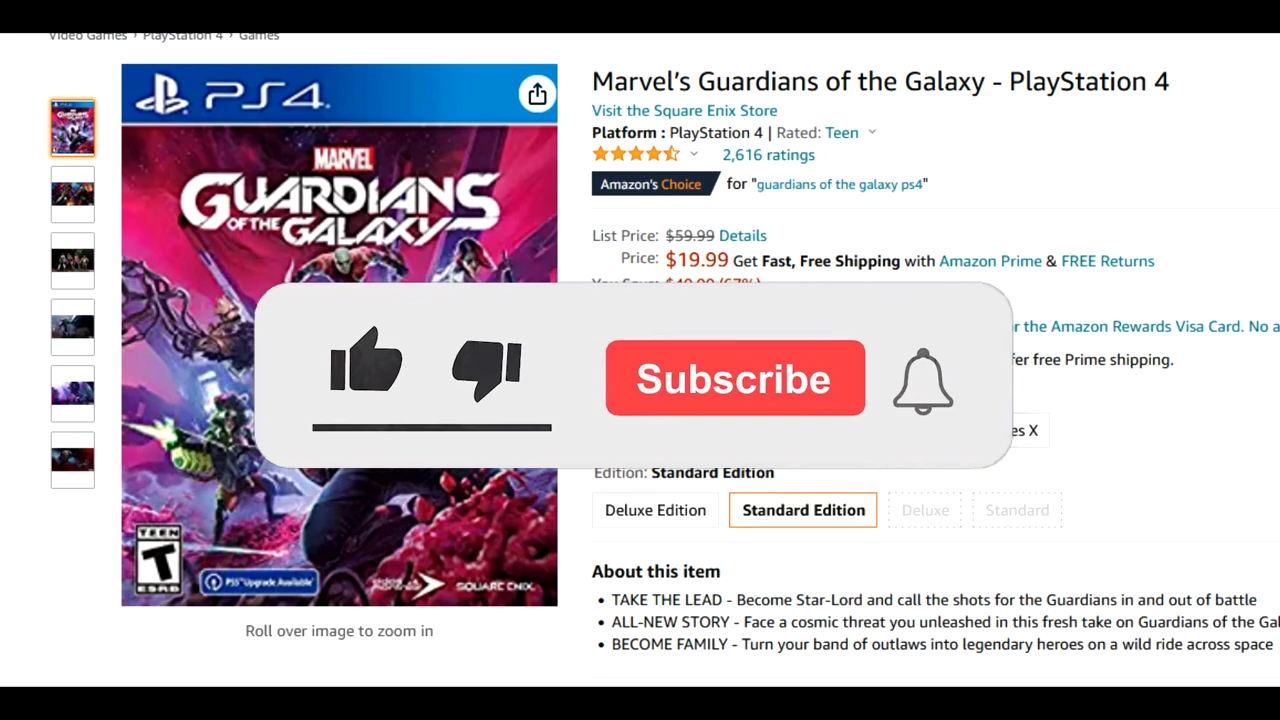 Video Games › PlayStation 4 › Games
PS4
MARVEL
GUARDIANS
OF THE GALAXY
TEEN
T
ESRB
PS5 Upgrade Available
SQUARE ENIX
Roll over image to zoom in
Marvel's Guardians of the Galaxy - PlayStation 4
Visit the Square Enix Store
Platform : PlayStation 4 | Rated: Teen
2,616 ratings
Amazon's Choice for "guardians of the galaxy ps4"
List Price: $59.99 Details
Price: $19.99 Get Fast, Free Shipping with Amazon Prime & FREE Returns
You Save: $40.00 (67%)
r the Amazon Rewards Visa Card. No a
fer free Prime shipping.
Subscribe
es X
Edition: Standard Edition
Deluxe Edition Standard Edition Deluxe Standard
About this item
• TAKE THE LEAD - Become Star-Lord and call the shots for the Guardians in and out of battle
• ALL-NEW STORY - Face a cosmic threat you unleashed in this fresh take on Guardians of the Gal
• BECOME FAMILY - Turn your band of outlaws into legendary heroes on a wild ride across space